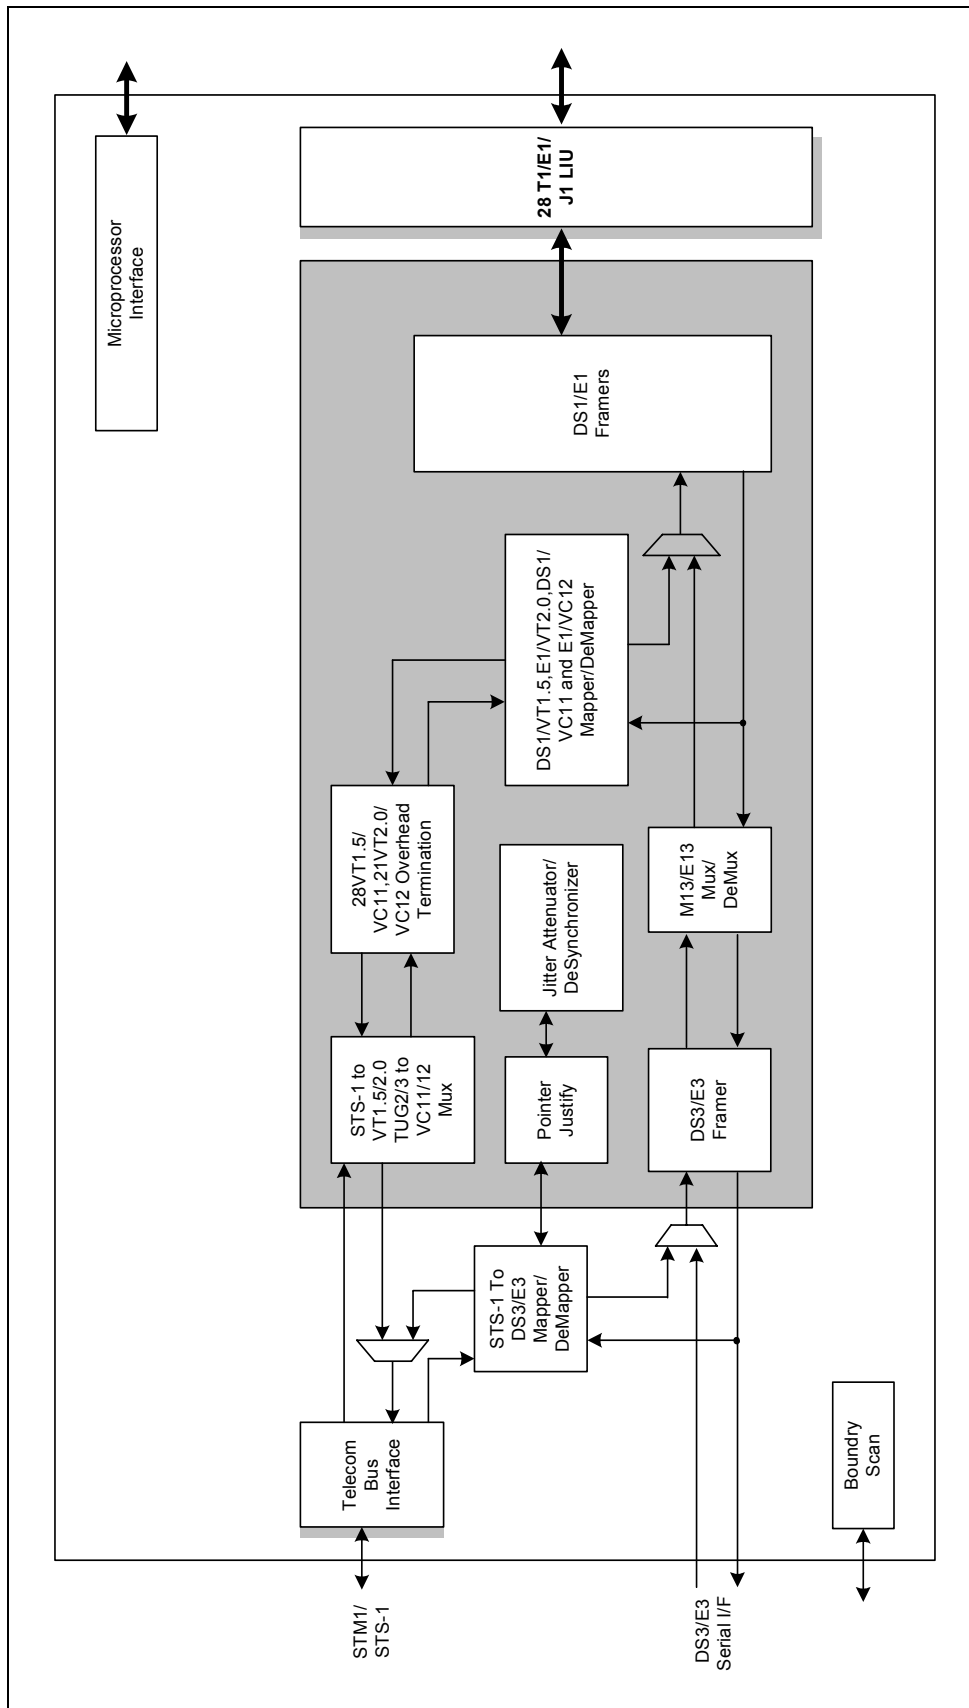 Microprocessor
Interface
28 T1/E1/
J1 LIU
DS1/E1
Framers
DS1/VT1.5,E1/VT2.0,DS1/
VC11 and E1/VC12
Mapper/DeMapper
28VT1.5/
VC11,21VT2.0/
VC12 Overhead
Termination
Jitter Attenuator/
DeSynchronizer
M13/E13
Mux/
DeMux
STS-1 to
VT1.5/2.0
TUG2/3 to
VC11/12
Mux
Pointer
Justify
DS3/E3
Framer
STS-1 To
DS3/E3
Mapper/
DeMapper
Telecom
Bus
Interface
Boundry
Scan
STM1/
STS-1
DS3/E3
Serial I/F